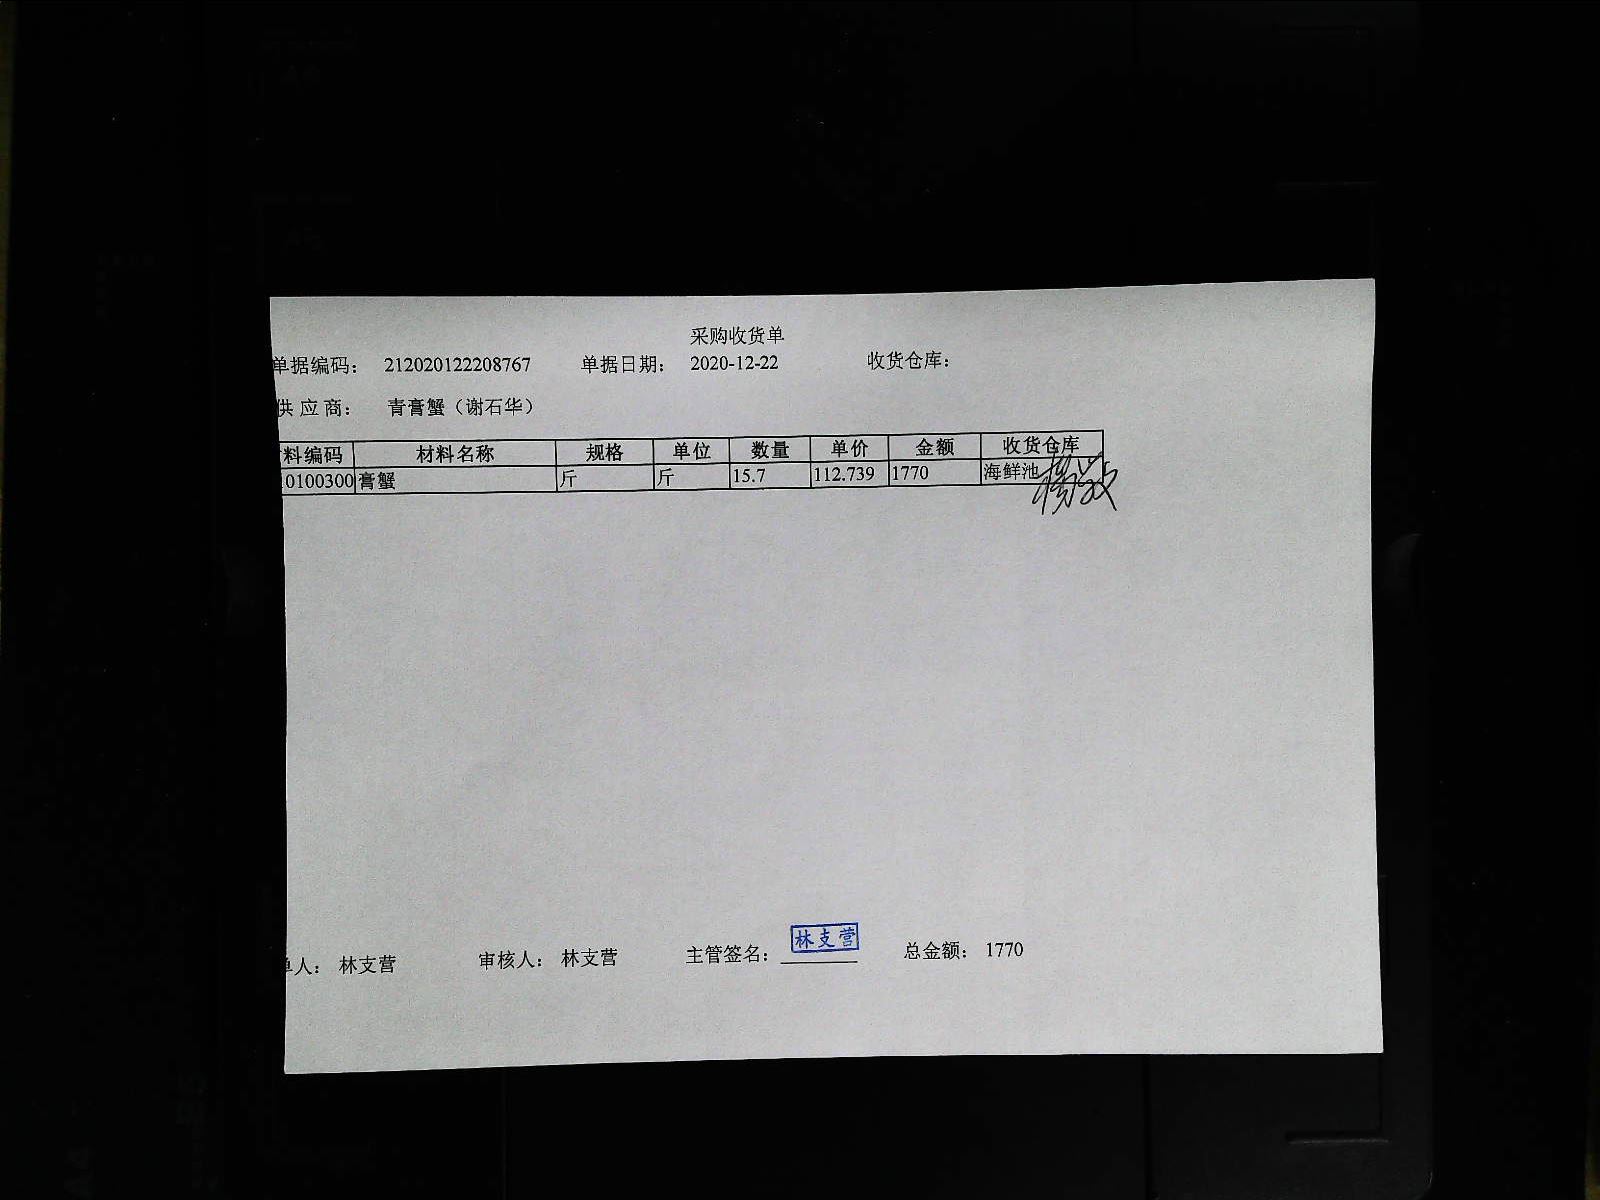 采购收货单
单据编码： 212020122208767 单据日期： 2020-12-22 收货仓库：
供 应 商： 青膏蟹（谢石华）
料编码 材料名称 规格 单位 数量 单价 金额 收货仓库
0100300 膏蟹 斤 斤 15.7 112.739 1770 海鲜池
单人： 林支营 审核人： 林支营 主管签名： 林支营 总金额： 1770